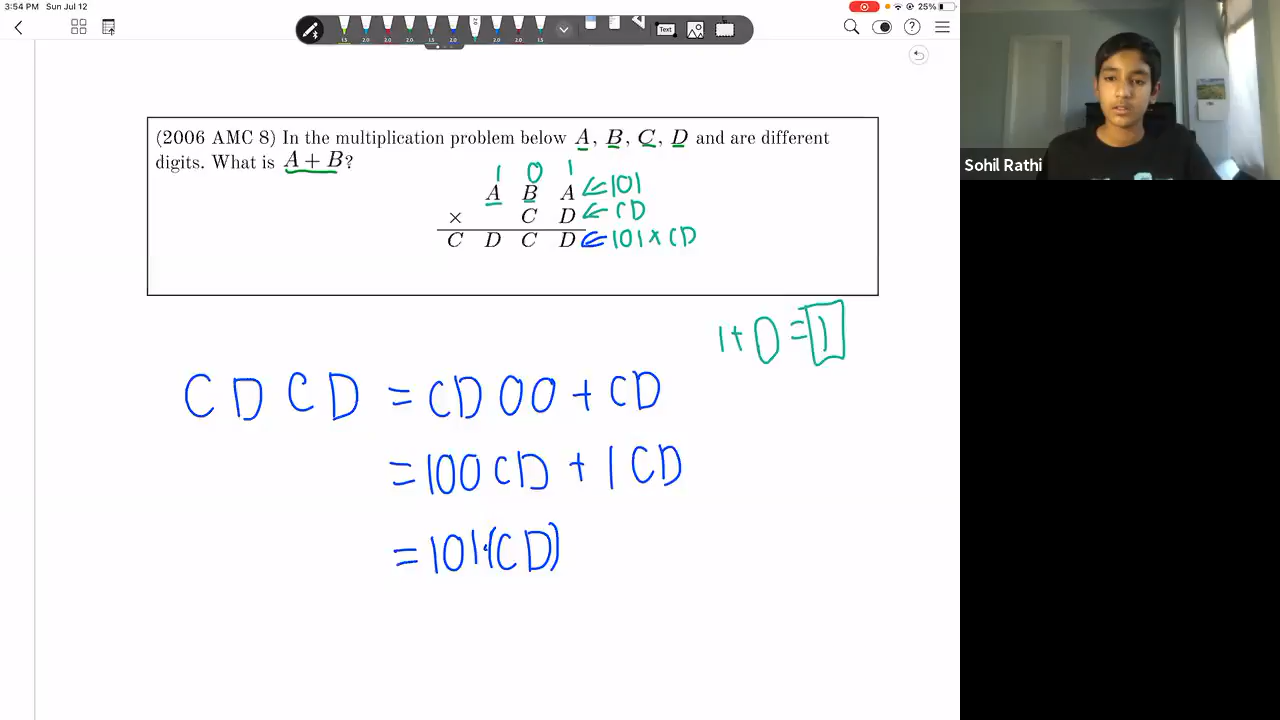 3:54 PM Sun Jul 12
25%
Text
Sohil Rathi
(2006 AMC 8) In the multiplication problem below A, B, C, D and are different
digits. What is A + B?
1 0 1
A B A ← 101
× C D ← CD
C D C D ← 101 × CD
1 + 0 = 1
C D C D = CD 00 + CD
= 100 CD + 1 CD
= 101·(CD)